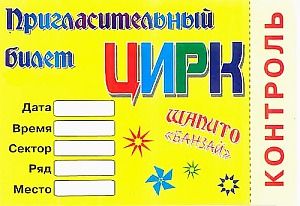 Пригласительный
билет
ЦИРК
Дата
Время
Сектор
Ряд
Место
ШАПИТО
«БАНЗАЙ»
КОНТРОЛЬ